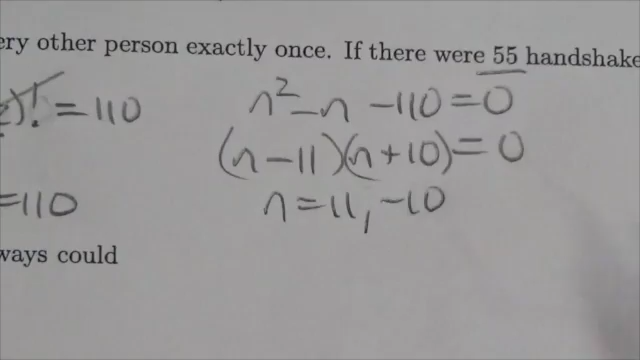 ery other person exactly once. If there were 55 handshake
)! = 110
n² - n - 110 = 0
(n - 11)(n + 10) = 0
= 110
n = 11, -10
ways could